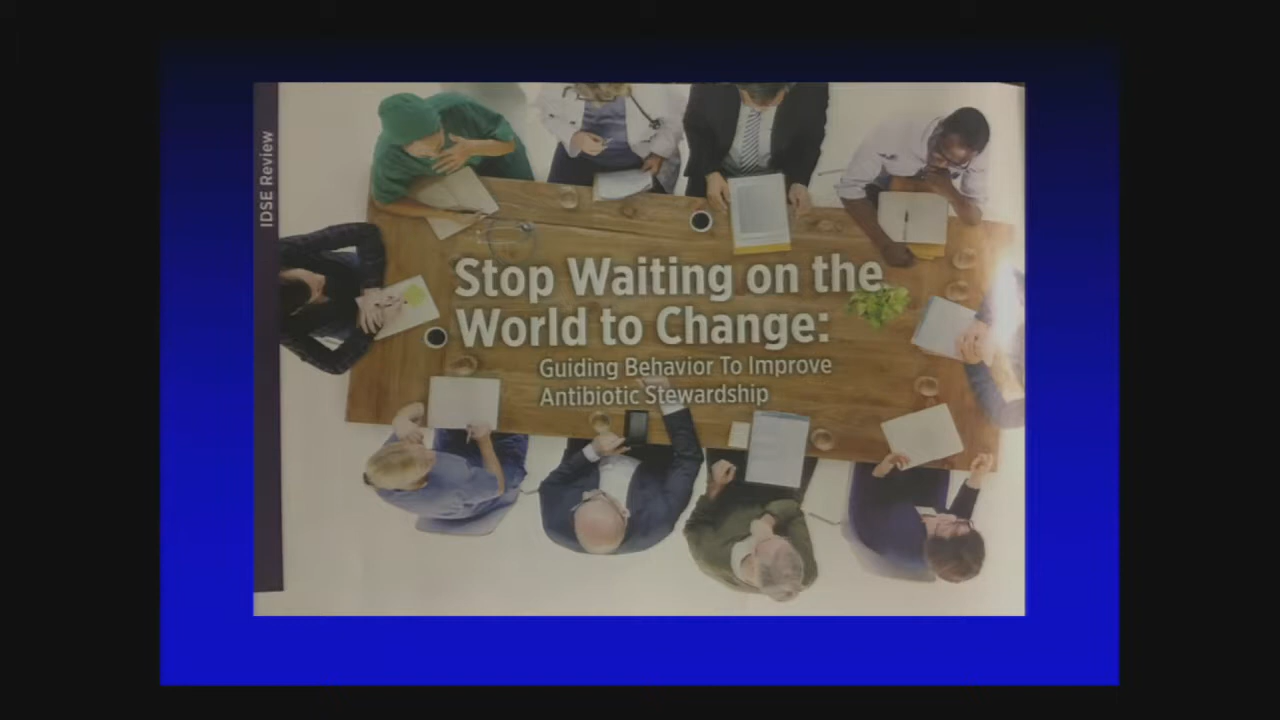 IDSE Review
Stop Waiting on the
World to Change:
Guiding Behavior To Improve
Antibiotic Stewardship